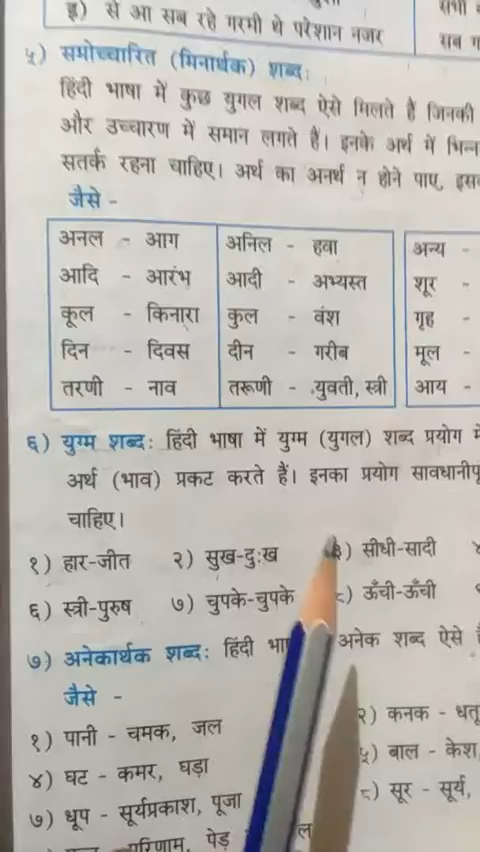 इ) से आ सब रहे गरमी थे परेशान नजर
सब
५) समोच्चारित (भिनार्थक) शब्द:
हिंदी भाषा में कुछ युगल शब्द ऐसे मिलते हैं जिनकी
और उच्चारण में समान लगते हैं। इनके अर्थ में
सतर्क रहना चाहिए। अर्थ का अनर्थ न होने पाए,
जैसे -
अनल - आग अनिल - हवा अन्य -
आदि - आरंभ आदी - अभ्यस्त शूर -
कूल - किनारा कुल - वंश गृह -
दिन - दिवस दीन - गरीब मूल -
तरणी - नाव तरूणी - युवती, स्त्री आय -
६) युग्म शब्द: हिंदी भाषा में युग्म (युगल) शब्द प्रयोग
अर्थ (भाव) प्रकट करते हैं। इनका प्रयोग
चाहिए।
१) हार-जीत २) सुख-दु:ख ३) सीधी-सादी
६) स्त्री-पुरुष ७) चुपके-चुपके ८) ऊँची-ऊँची
७) अनेकार्थक शब्द: हिंदी अनेक शब्द ऐसे
जैसे -
१) पानी - चमक, जल २) कनक -
४) घट - कमर, घड़ा ५) बाल - केश,
७) धूप - सूर्यप्रकाश, पूजा ८) सूर - सूर्य,
परिणाम, पेड़